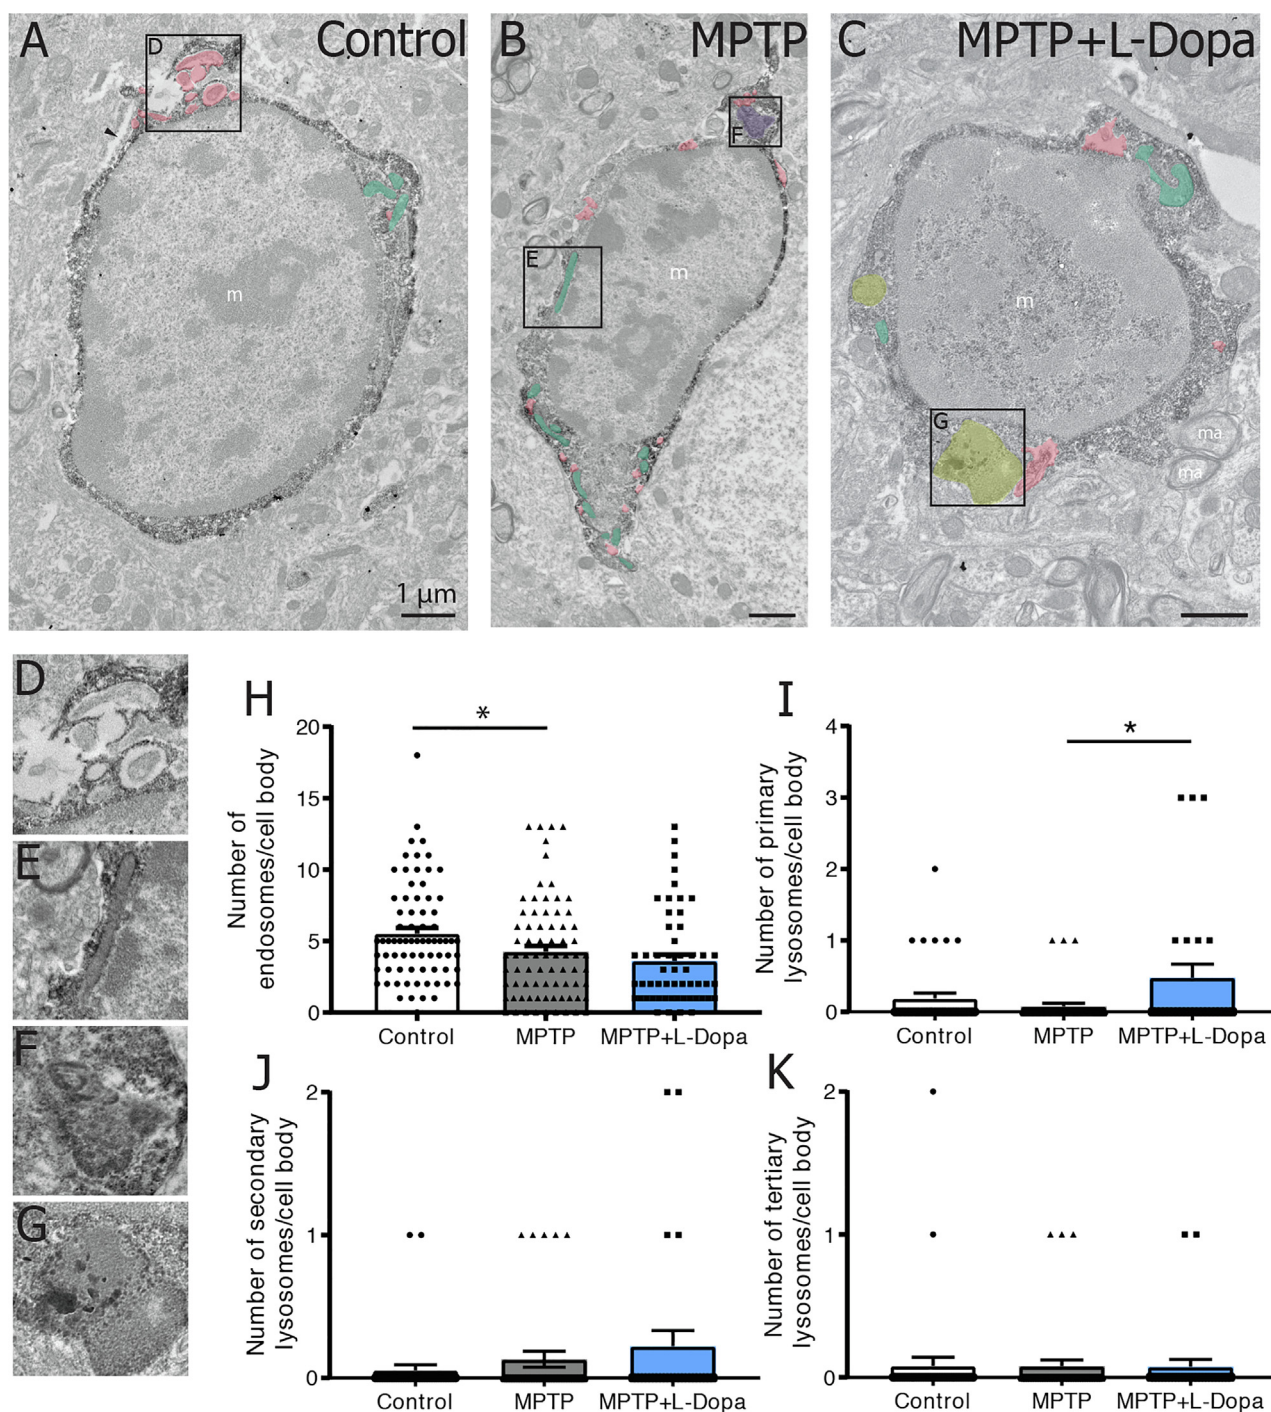 A
Control
D
m
1 µm
B
MPTP
F
E
m
C
MPTP+L-Dopa
m
G
ma
ma
D
E
F
G
H
Number of
endosomes/cell body
20
15
10
5
0
*
Control
MPTP
MPTP+L-Dopa
I
Number of primary
lysosomes/cell body
4
3
2
1
0
*
Control
MPTP
MPTP+L-Dopa
J
Number of secondary
lysosomes/cell body
2
1
0
Control
MPTP
MPTP+L-Dopa
K
Number of tertiary
lysosomes/cell body
2
1
0
Control
MPTP
MPTP+L-Dopa